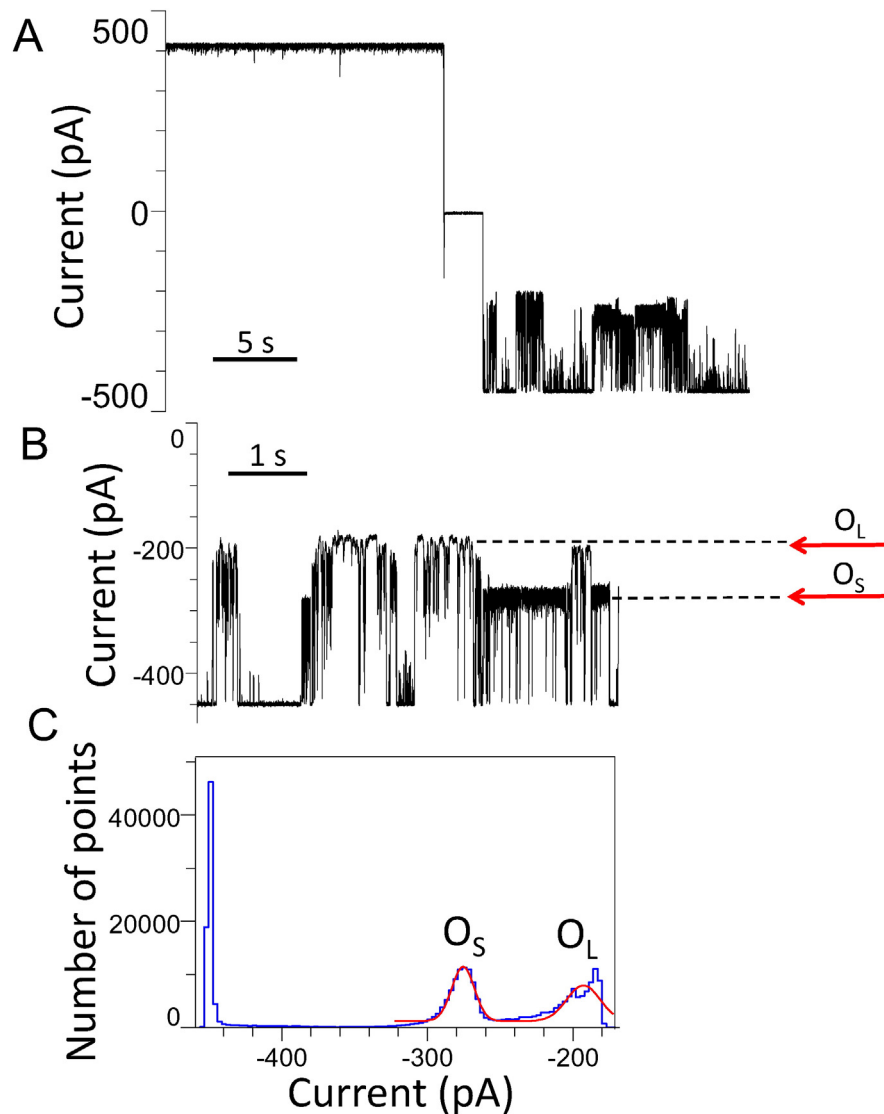 A
Current (pA)
500
0
-500
5 s
B
Current (pA)
0
-200
-400
1 s
O_L
O_S
C
Number of points
40000
20000
0
O_S
O_L
-400
-300
-200
Current (pA)